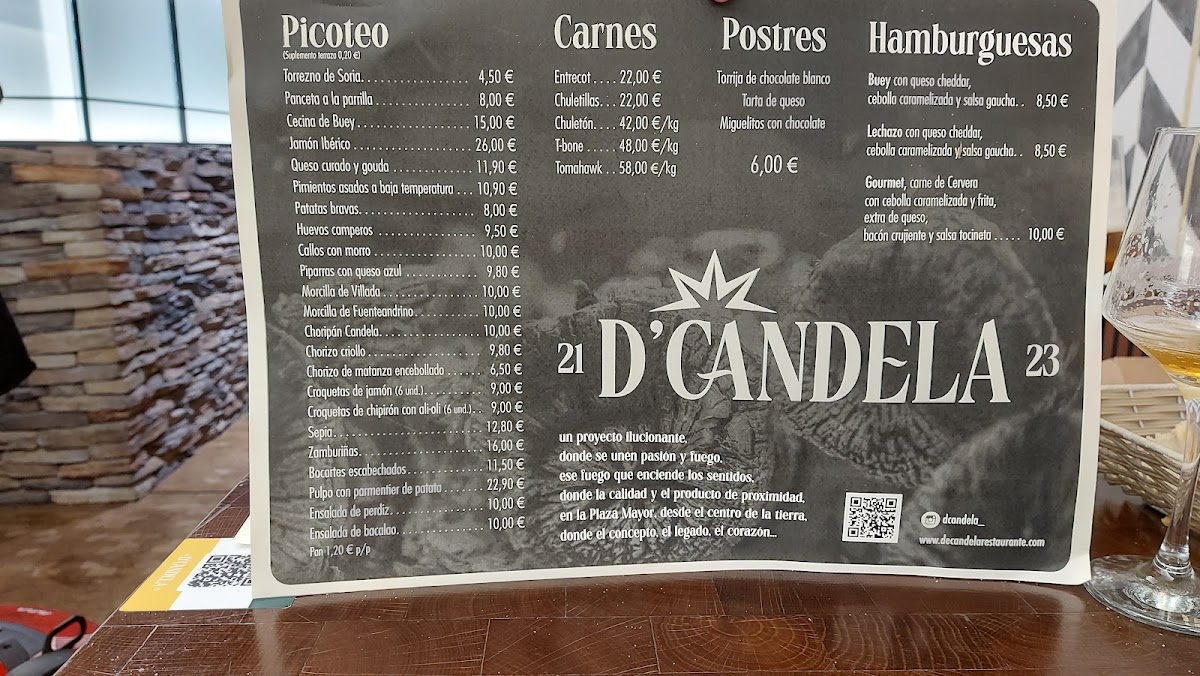 Picoteo
(Suplemento terraza 0,20 €)
Torrezno de Soria. . . . . . . . . . . . . . . . . 4,50 €
Panceta a la parrilla . . . . . . . . . . . . . . . 8,00 €
Cecina de Buey . . . . . . . . . . . . . . . . . 15,00 €
Jamón Ibérico . . . . . . . . . . . . . . . . . . 26,00 €
Queso curado y gouda . . . . . . . . . . . . . 11,90 €
Pimientos asados a baja temperatura . . . 10,90 €
Patatas bravas. . . . . . . . . . . . . . . . . . 8,00 €
Huevos camperos . . . . . . . . . . . . . . . 9,50 €
Callos con morro . . . . . . . . . . . . . . . . 10,00 €
Piparras con queso azul . . . . . . . . . . . 9,80 €
Morcilla de Villada . . . . . . . . . . . . . . . 10,00 €
Morcilla de Fuenteandrino . . . . . . . . . . 10,00 €
Choripán Candela. . . . . . . . . . . . . . . . 10,00 €
Chorizo criollo . . . . . . . . . . . . . . . . . 9,80 €
Chorizo de matanza encebollado . . . . . . 6,50 €
Croquetas de jamón (6 und.) . . . . . . . . . 9,00 €
Croquetas de chipirón con ali-oli (6 und.) . . 9,00 €
Sepia. . . . . . . . . . . . . . . . . . . . . . . 12,80 €
Zamburiñas. . . . . . . . . . . . . . . . . . . 16,00 €
Bocartes escabechados. . . . . . . . . . . . 11,50 €
Pulpo con parmentier de patata . . . . . . . 22,90 €
Ensalada de perdiz. . . . . . . . . . . . . . . 10,00 €
Ensalada de bacalao. . . . . . . . . . . . . . 10,00 €
Pan 1,20 € p/p
Carnes
Entrecot . . . . 22,00 €
Chuletillas. . . . 22,00 €
Chuletón. . . . 42,00 €/kg
T-bone . . . . . 48,00 €/kg
Tomahawk . . 58,00 €/kg
Postres
Torrija de chocolate blanco
Tarta de queso
Miguelitos con chocolate
6,00 €
Hamburguesas
Buey con queso cheddar,
cebolla caramelizada y salsa gaucha. . 8,50 €
Lechazo con queso cheddar,
cebolla caramelizada y salsa gaucha. . 8,50 €
Gourmet, carne de Cervera
con cebolla caramelizada y frita,
extra de queso,
bacón crujiente y salsa tocineta . . . . . 10,00 €
21 D'CANDELA 23
un proyecto ilucionante,
donde se unen pasión y fuego,
ese fuego que enciende los sentidos,
donde la calidad y el producto de proximidad,
en la Plaza Mayor, desde el centro de la tierra,
donde el concepto, el legado, el corazón...
dcandela_
www.decandelarestaurante.com